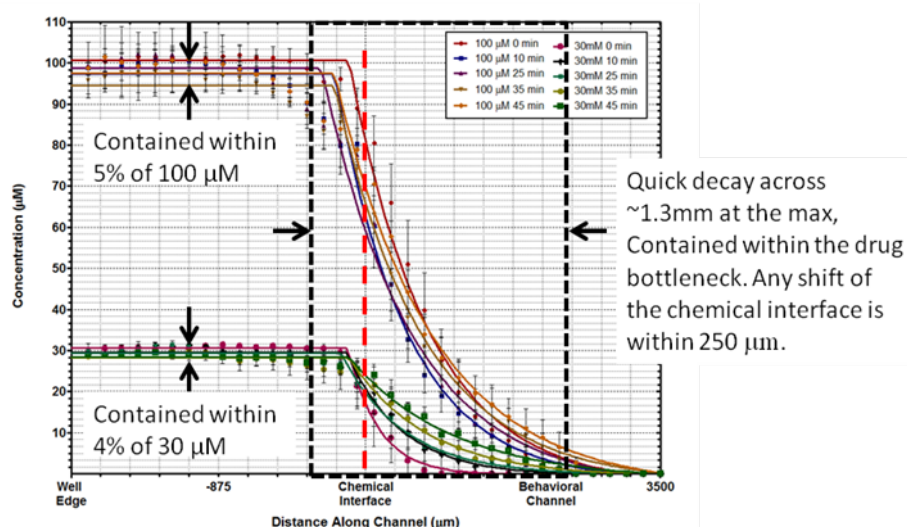 110
100
90
80
70
60
50
40
30
20
10
Concentration (µM)
100 µM 0 min
100 µM 10 min
100 µM 25 min
100 µM 35 min
100 µM 45 min
30mM 0 min
30mM 10 min
30mM 25 min
30mM 35 min
30mM 45 min
Contained within
5% of 100 µM
Contained within
4% of 30 µM
Quick decay across
~1.3mm at the max,
Contained within the drug
bottleneck. Any shift of
the chemical interface is
within 250 µm.
Well
Edge
-875
Chemical
Interface
Behavioral
Channel
3500
Distance Along Channel (µm)